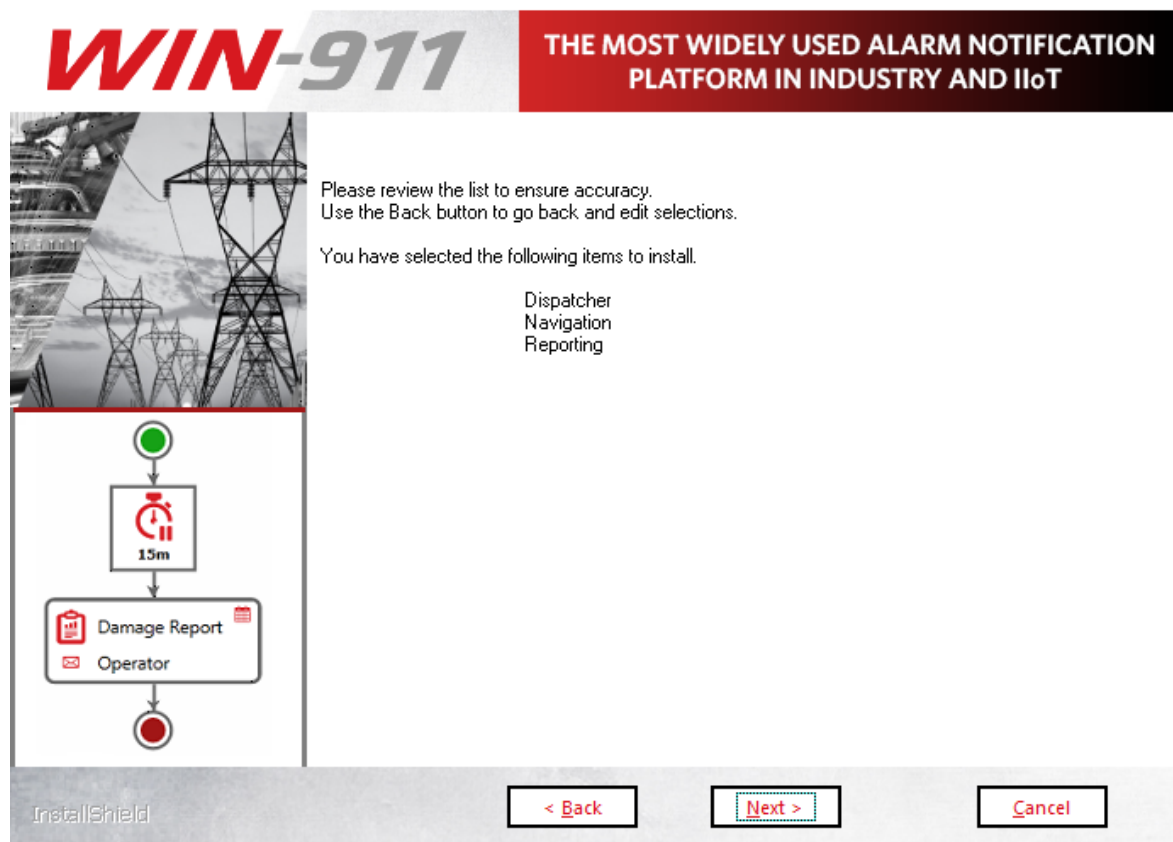 WIN-911
THE MOST WIDELY USED ALARM NOTIFICATION
PLATFORM IN INDUSTRY AND IIoT
Please review the list to ensure accuracy.
Use the Back button to go back and edit selections.
You have selected the following items to install.
Dispatcher
Navigation
Reporting
15m
Damage Report
Operator
InstallShield
< Back
Next >
Cancel